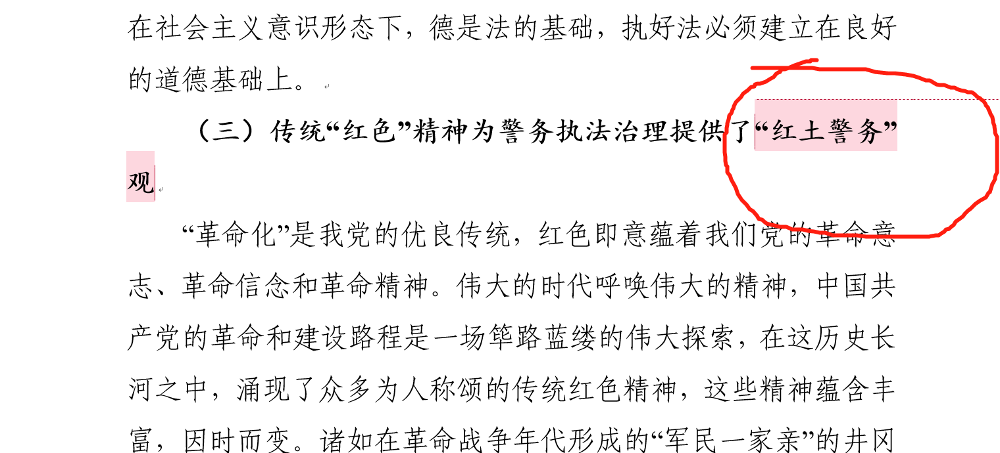 在社会主义意识形态下，德是法的基础，执好法必须建立在良好
的道德基础上。
（三）传统“红色”精神为警务执法治理提供了“红土警务”
观
“革命化”是我党的优良传统，红色即意蕴着我们党的革命意
志、革命信念和革命精神。伟大的时代呼唤伟大的精神，中国共
产党的革命和建设路程是一场筚路蓝缕的伟大探索，在这历史长
河之中，涌现了众多为人称颂的传统红色精神，这些精神蕴含丰
富，因时而变。诸如在革命战争年代形成的“军民一家亲”的井冈